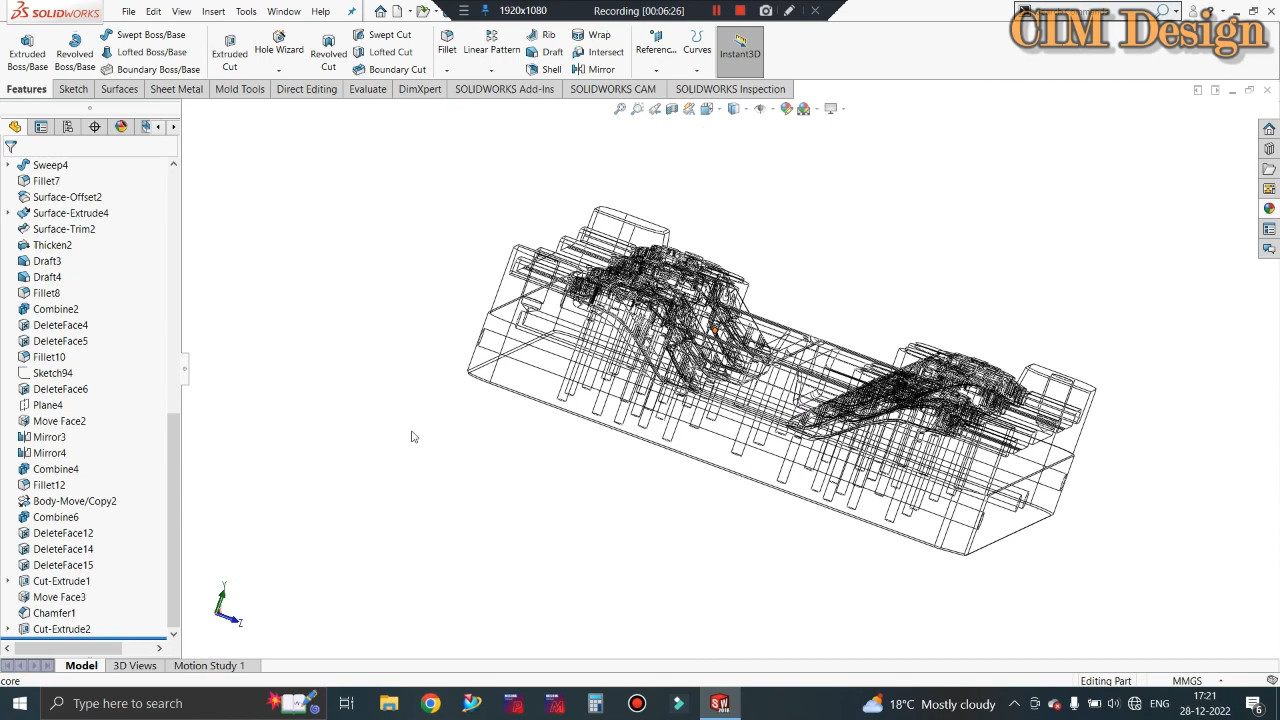 SOLIDWORKS
File Edit View Insert Tools Window Help
1920x1080
Recording [00:06:26]
CIM Design
Extruded Boss/Base
Revolved Boss/Base
Swept Boss/Base
Lofted Boss/Base
Boundary Boss/Base
Extruded Cut
Hole Wizard
Revolved Cut
Swept Cut
Lofted Cut
Boundary Cut
Fillet
Linear Pattern
Rib
Draft
Shell
Wrap
Intersect
Mirror
Referenc...
Curves
Instant3D
Features Sketch Surfaces Sheet Metal Mold Tools Direct Editing Evaluate DimXpert SOLIDWORKS Add-Ins SOLIDWORKS CAM SOLIDWORKS Inspection
Sweep4
Fillet7
Surface-Offset2
Surface-Extrude4
Surface-Trim2
Thicken2
Draft3
Draft4
Fillet8
Combine2
DeleteFace4
DeleteFace5
Fillet10
Sketch94
DeleteFace6
Plane4
Move Face2
Mirror3
Mirror4
Combine4
Fillet12
Body-Move/Copy2
Combine6
DeleteFace12
DeleteFace14
DeleteFace15
Cut-Extrude1
Move Face3
Chamfer1
Cut-Extrude2
Y
Z
Model 3D Views Motion Study 1
core
Editing Part MMGS
Type here to search
SW
2018
18°C Mostly cloudy
ENG
17:21
28-12-2022
6